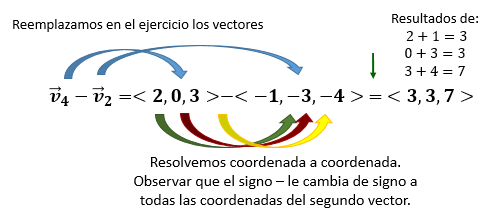 Reemplazamos en el ejercicio los vectores
Resultados de:
2 + 1 = 3
0 + 3 = 3
3 + 4 = 7
v⃗₄ − v⃗₂ =< 2, 0, 3 >−< −1, −3, −4 > = < 3, 3, 7 >
Resolvemos coordenada a coordenada.
Observar que el signo – le cambia de signo a
todas las coordenadas del segundo vector.